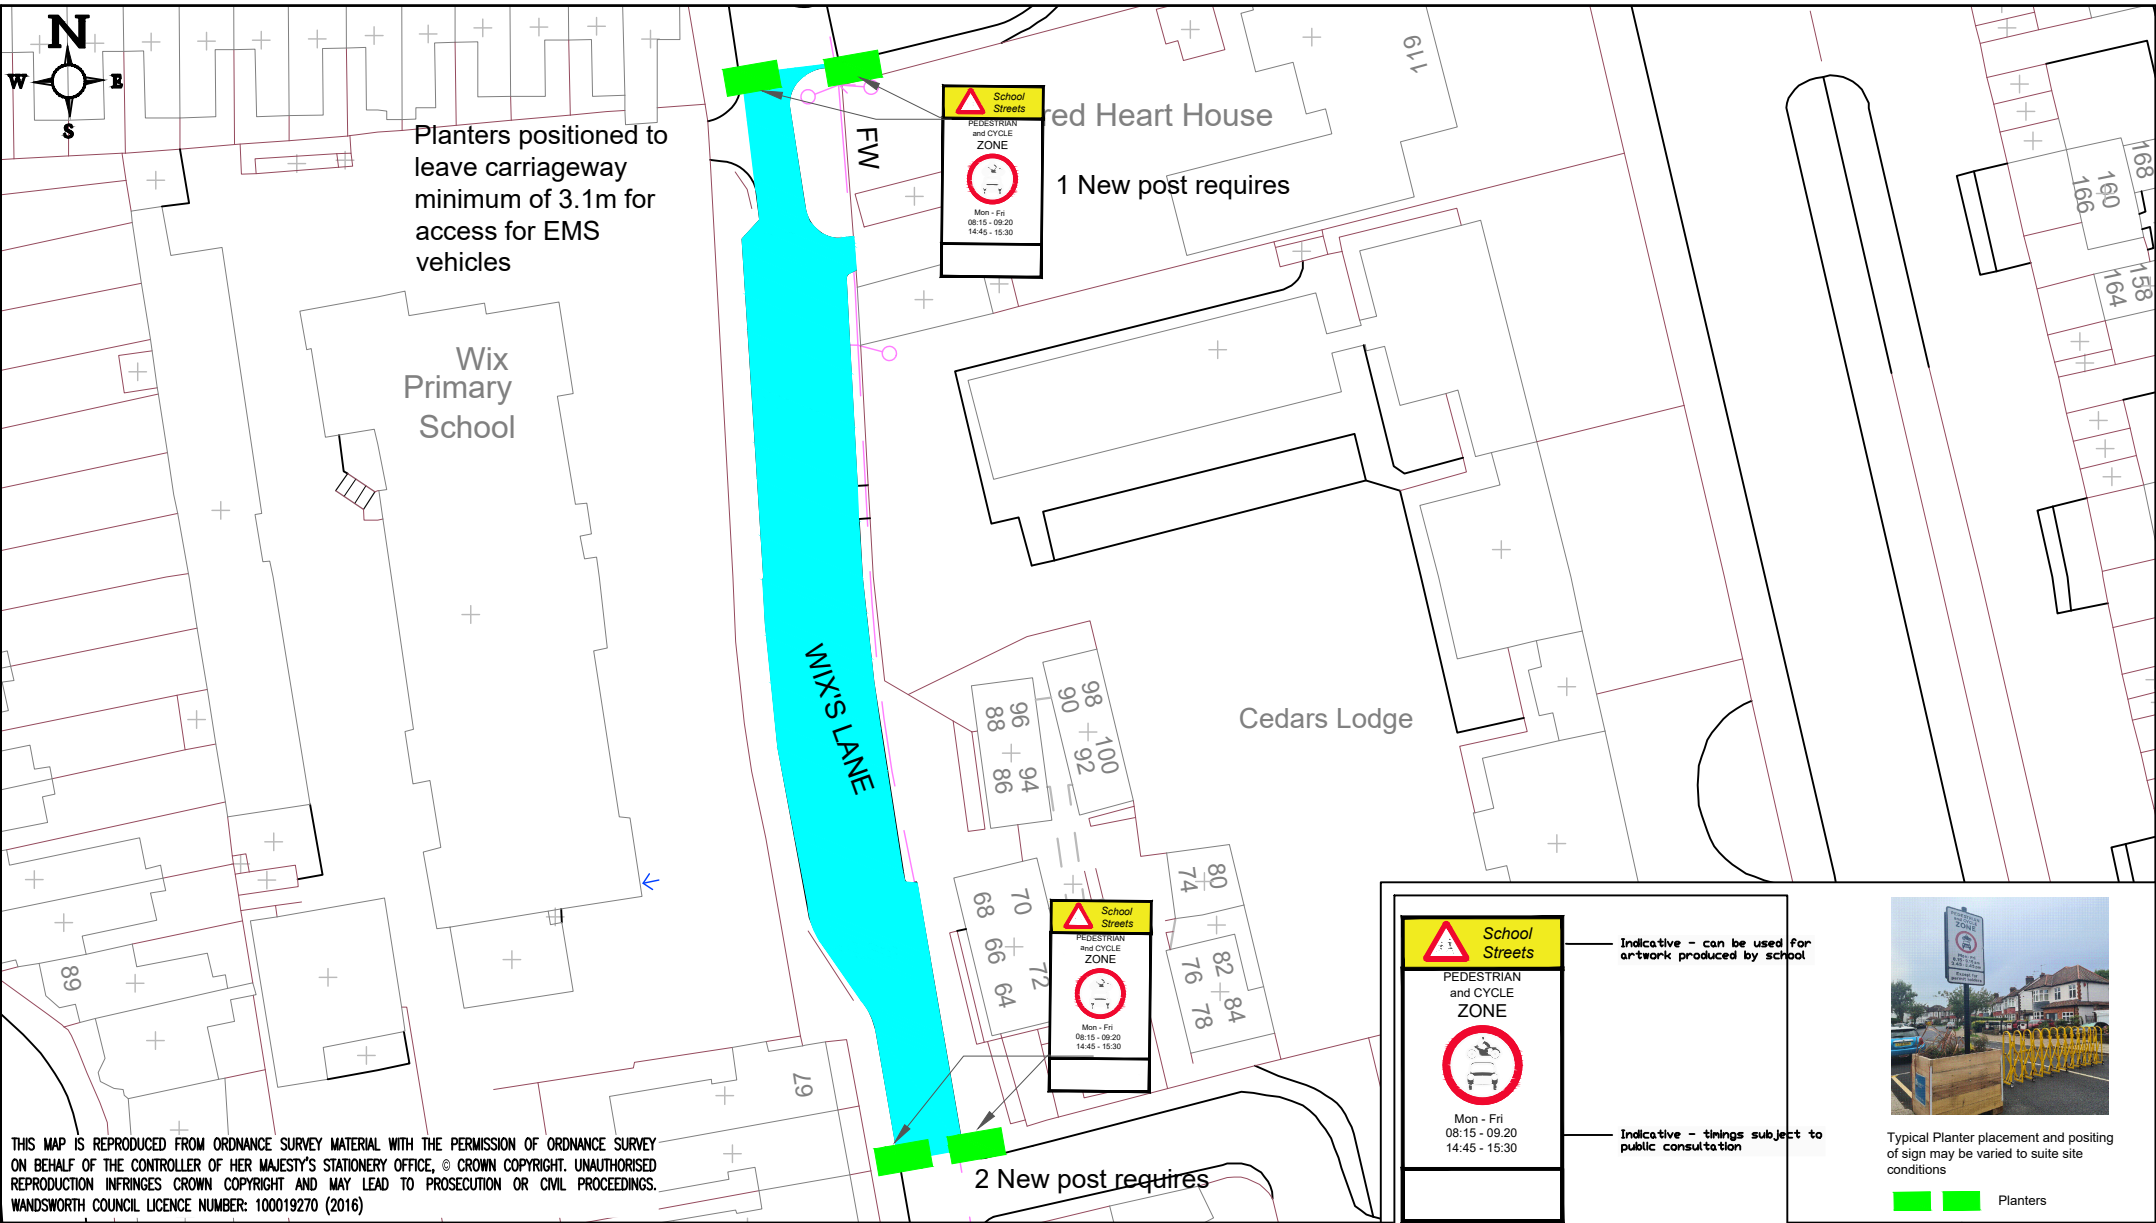 N
W
E
S
Planters positioned to
leave carriageway
minimum of 3.1m for
access for EMS
vehicles
FW
School
Streets
PEDESTRIAN
and CYCLE
ZONE
Mon - Fri
08:15 - 09:20
14:45 - 15:30
red Heart House
1 New post requires
119
168
160
166
158
164
Wix
Primary
School
WIX'S LANE
Cedars Lodge
98
90
96
88
100
92
94
86
80
74
70
68
66
72
64
82
76
84
78
89
67
School
Streets
PEDESTRIAN
and CYCLE
ZONE
Mon - Fri
08:15 - 09:20
14:45 - 15:30
2 New post requires
School
Streets
PEDESTRIAN
and CYCLE
ZONE
Mon - Fri
08:15 - 09.20
14:45 - 15:30
Indicative - can be used for
artwork produced by school
Indicative - timings subject to
public consultation
PEDESTRIAN
and CYCLE
ZONE
Typical Planter placement and positing
of sign may be varied to suite site
conditions
Planters
THIS MAP IS REPRODUCED FROM ORDNANCE SURVEY MATERIAL WITH THE PERMISSION OF ORDNANCE SURVEY
ON BEHALF OF THE CONTROLLER OF HER MAJESTY'S STATIONERY OFFICE, © CROWN COPYRIGHT. UNAUTHORISED
REPRODUCTION INFRINGES CROWN COPYRIGHT AND MAY LEAD TO PROSECUTION OR CIVIL PROCEEDINGS.
WANDSWORTH COUNCIL LICENCE NUMBER: 100019270 (2016)